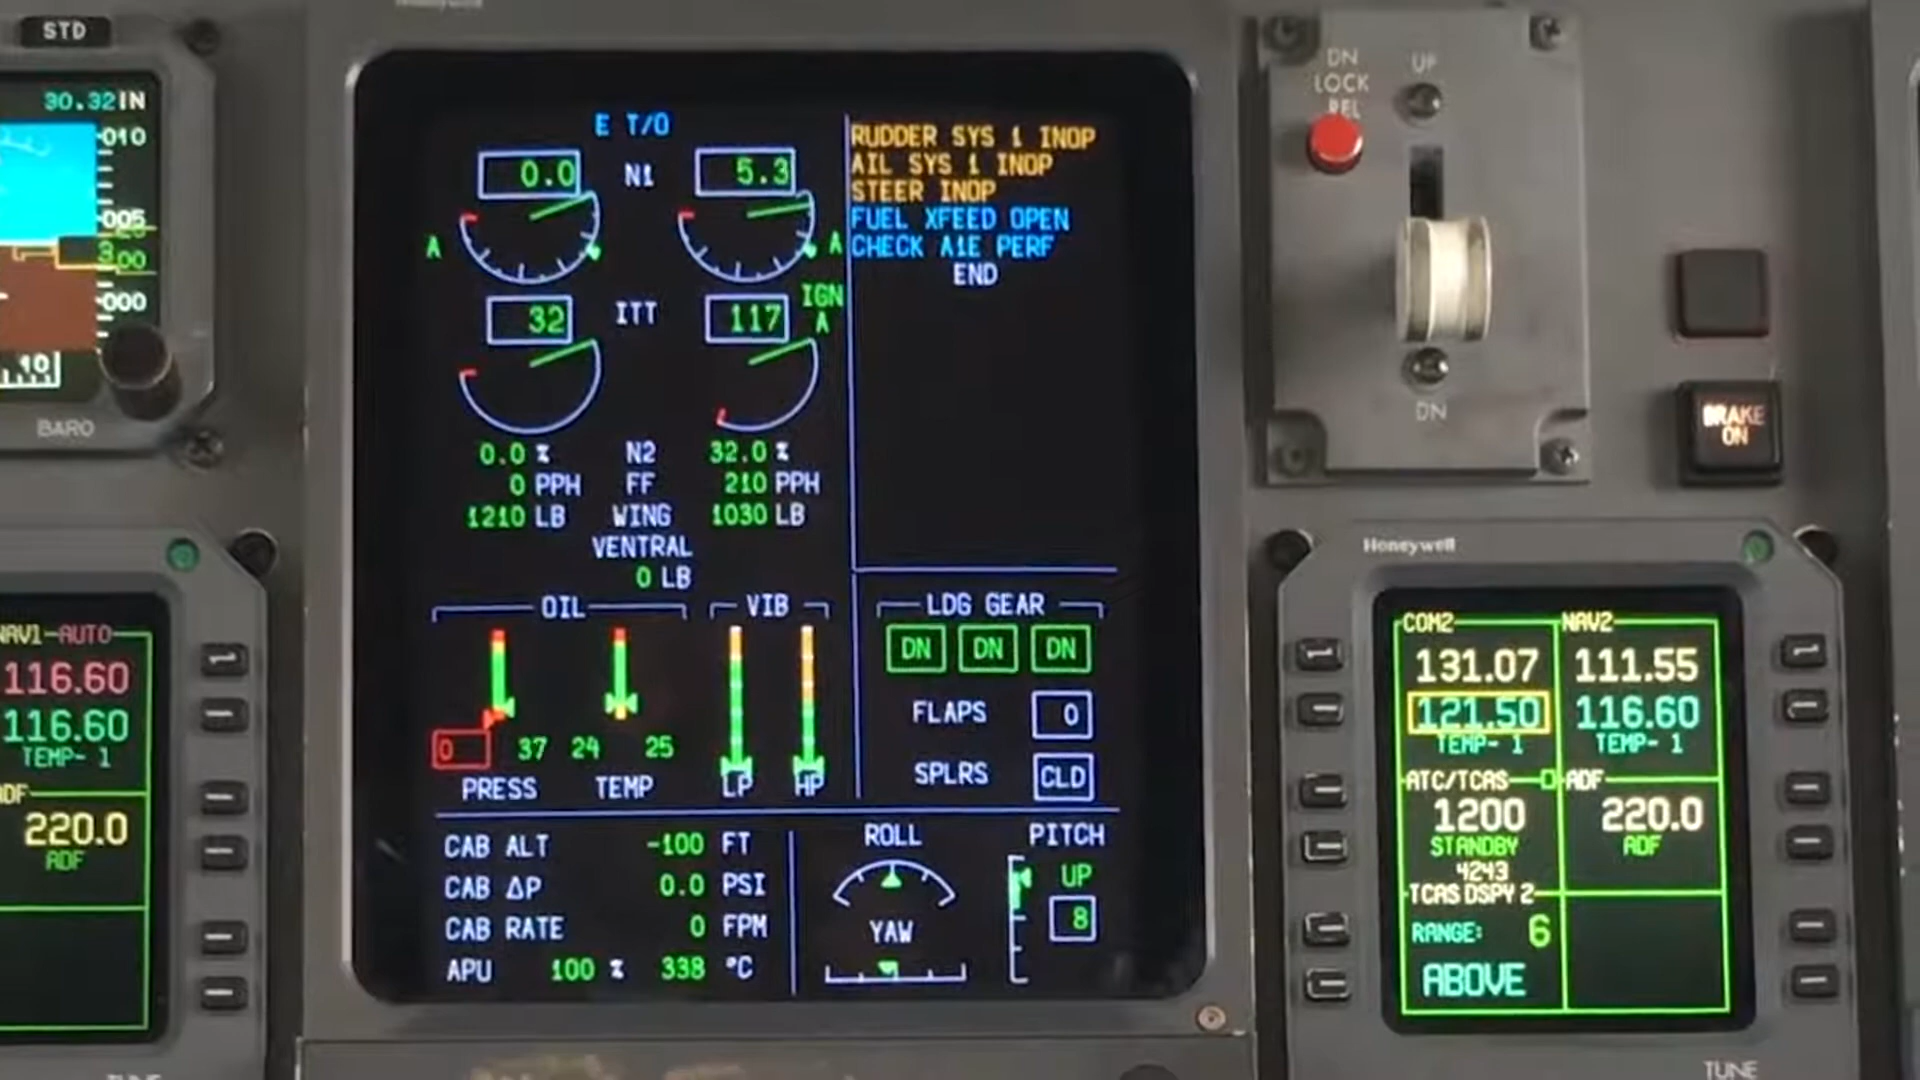 STD
30.32IN
010
005
3
00
000
10
BARO
NAV1-AUTO
116.60
116.60
TEMP- 1
ADF
220.0
ADF
Honeywell
E T/O
0.0 N1 5.3
A A
IGN
A
32 ITT 117
0.0 % N2 32.0 %
0 PPH FF 210 PPH
1210 LB WING 1030 LB
VENTRAL
0 LB
OIL VIB
0 37 24 25
PRESS TEMP LP HP
RUDDER SYS 1 INOP
AIL SYS 1 INOP
STEER INOP
FUEL XFEED OPEN
CHECK A1E PERF
END
LDG GEAR
DN DN DN
FLAPS 0
SPLRS CLD
CAB ALT -100 FT
CAB ΔP 0.0 PSI
CAB RATE 0 FPM
APU 100 % 338 °C
ROLL
YAW
PITCH
UP
8
DN
LOCK
REL
UP
DN
BRAKE
ON
Honeywell
COM2 NAV2
131.07 111.55
121.50 116.60
TEMP- 1 TEMP- 1
ATC/TCAS ADF
1200 220.0
STANDBY ADF
4243
TCAS DSPY 2
RANGE: 6
ABOVE
TUNE